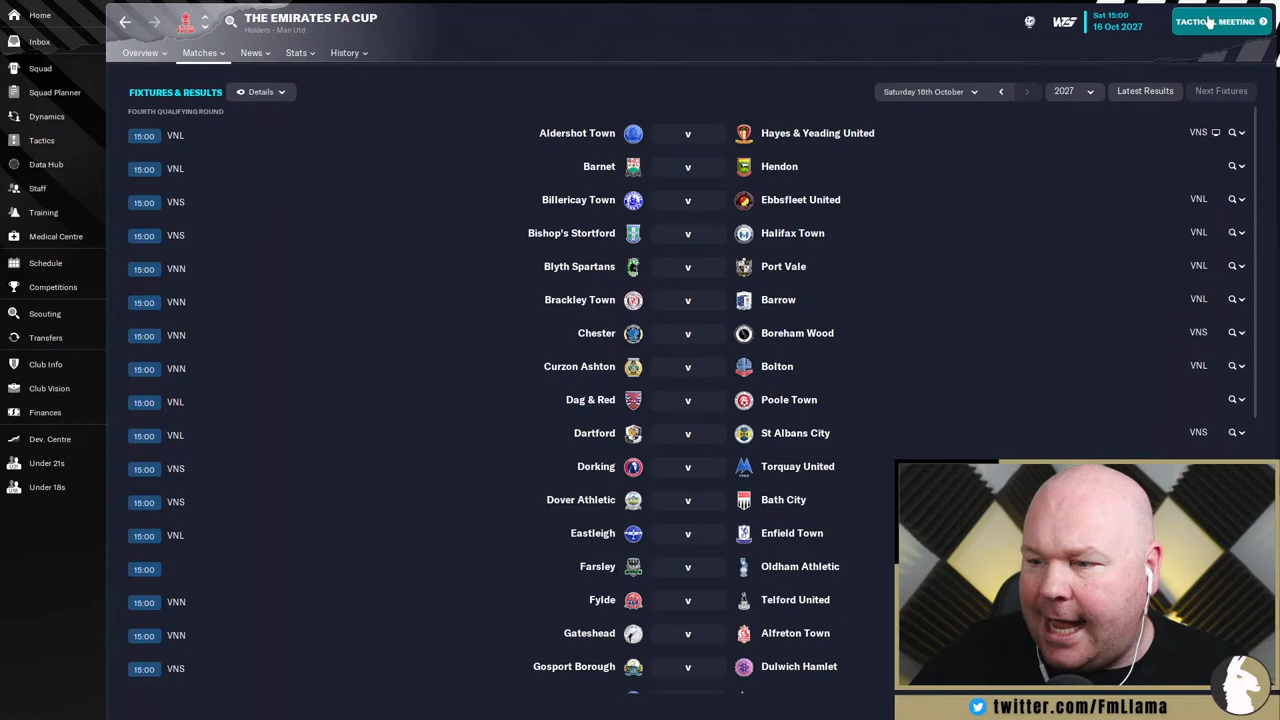 Home
Inbox
Squad
Squad Planner
Dynamics
Tactics
Data Hub
Staff
Training
Medical Centre
Schedule
Competitions
Scouting
Transfers
Club Info
Club Vision
Finances
Dev. Centre
Under 21s
Under 18s
THE EMIRATES FA CUP
Holders - Man Utd
Sat 15:00
16 Oct 2027
MEETING
Overview Matches News Stats History
FIXTURES & RESULTS Details Saturday 16th October 2027 Latest Results Next Fixtures
FOURTH QUALIFYING ROUND
15:00 VNL Aldershot Town v Hayes & Yeading United VNS
15:00 VNL Barnet v Hendon
15:00 VNS Billericay Town v Ebbsfleet United VNL
15:00 VNS Bishop's Stortford v Halifax Town VNL
15:00 VNN Blyth Spartans v Port Vale VNL
15:00 VNN Brackley Town v Barrow VNL
15:00 VNN Chester v Boreham Wood VNS
15:00 VNN Curzon Ashton v Bolton VNL
15:00 VNL Dag & Red v Poole Town
15:00 VNL Dartford v St Albans City VNS
15:00 VNS Dorking v Torquay United
15:00 VNS Dover Athletic v Bath City
15:00 VNL Eastleigh v Enfield Town
15:00 Farsley v Oldham Athletic
15:00 VNN Fylde v Telford United
15:00 VNN Gateshead v Alfreton Town
15:00 VNS Gosport Borough v Dulwich Hamlet
twitter.com/FmLlama